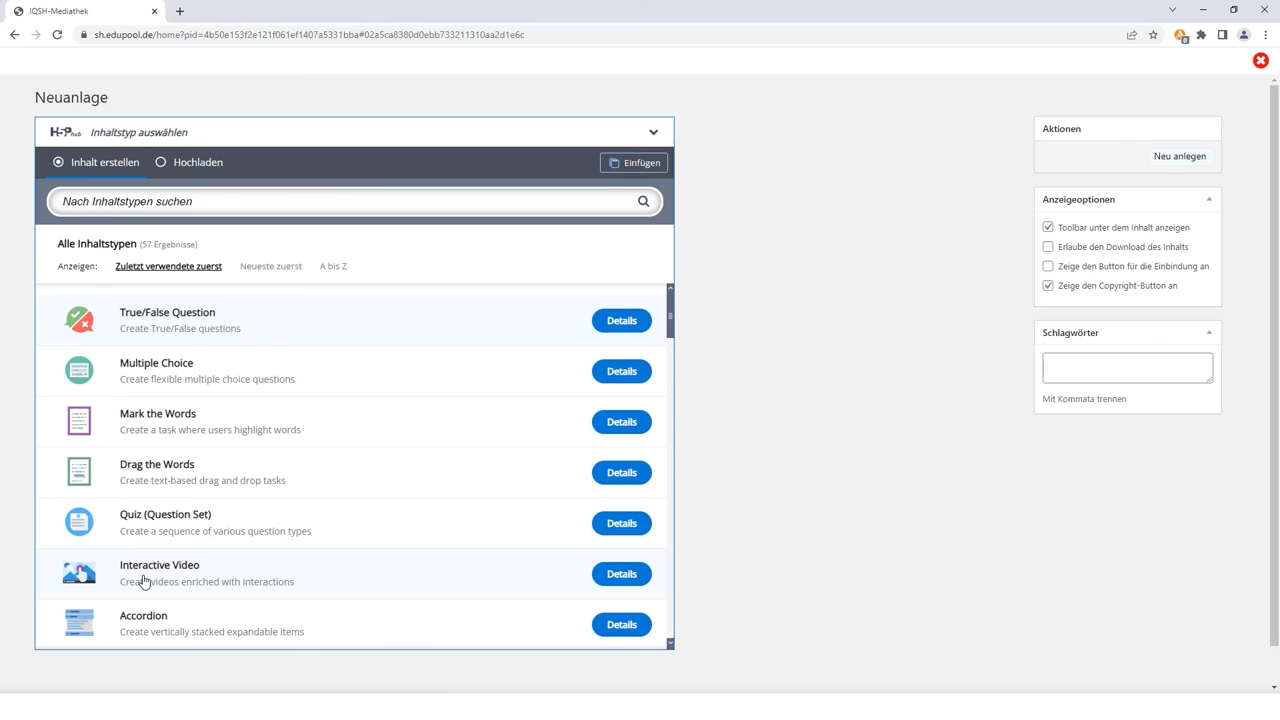 IQSH-Mediathek
sh.edupool.de/home?pid=4b50e153f2e121f061ef1407a5331bba#02a5ca8380d0ebb733211310a2d1e6c
Neuanlage
H5Phub Inhaltstyp auswählen
Inhalt erstellen Hochladen Einfügen
Nach Inhaltstypen suchen
Alle Inhaltstypen (57 Ergebnisse)
Anzeigen: Zuletzt verwendete zuerst Neueste zuerst A bis Z
True/False Question
Create True/False questions
Details
Multiple Choice
Create flexible multiple choice questions
Details
Mark the Words
Create a task where users highlight words
Details
Drag the Words
Create text-based drag and drop tasks
Details
Quiz (Question Set)
Create a sequence of various question types
Details
Interactive Video
Create videos enriched with interactions
Details
Accordion
Create vertically stacked expandable items
Details
Aktionen
Neu anlegen
Anzeigeoptionen
Toolbar unter dem Inhalt anzeigen
Erlaube den Download des Inhalts
Zeige den Button für die Einbindung an
Zeige den Copyright-Button an
Schlagwörter
Mit Kommata trennen